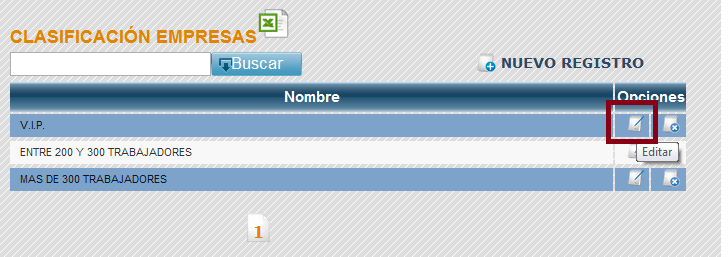 CLASIFICACIÓN EMPRESAS
Buscar
NUEVO REGISTRO
Nombre Opciones
V.I.P.
Editar
ENTRE 200 Y 300 TRABAJADORES
MAS DE 300 TRABAJADORES
1